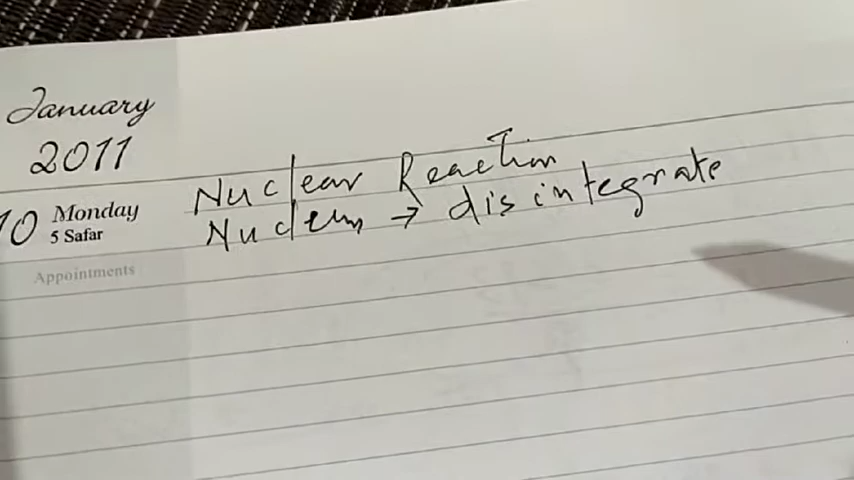 January
2011
10 Monday
5 Safar
Appointments
Nuclear Reaction
Nucleus → disintegrate